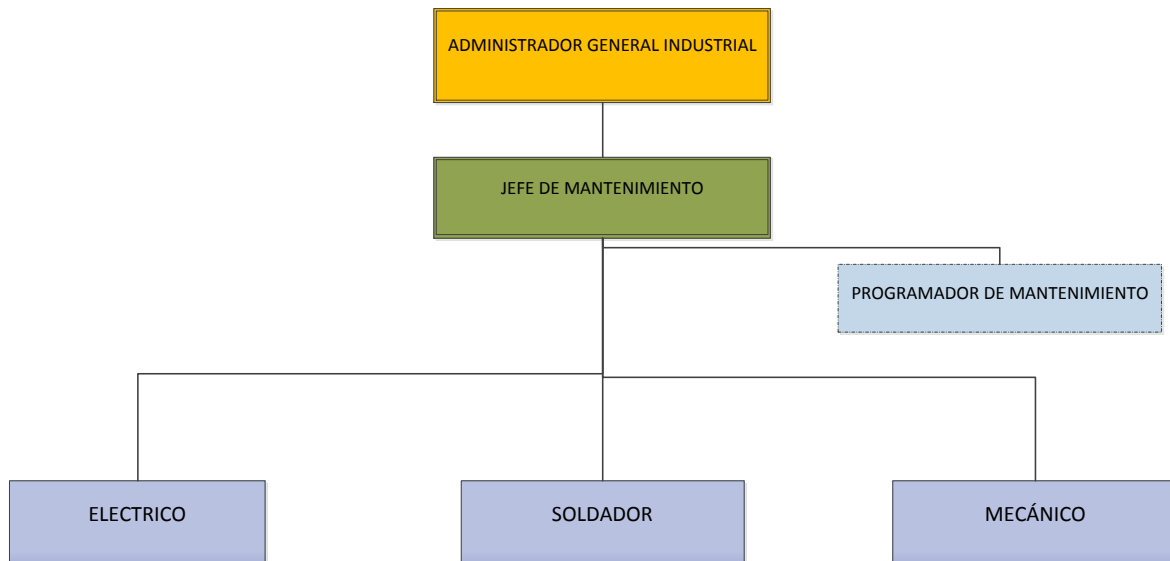 ADMINISTRADOR GENERAL INDUSTRIAL
JEFE DE MANTENIMIENTO
PROGRAMADOR DE MANTENIMIENTO
ELECTRICO
SOLDADOR
MECÁNICO